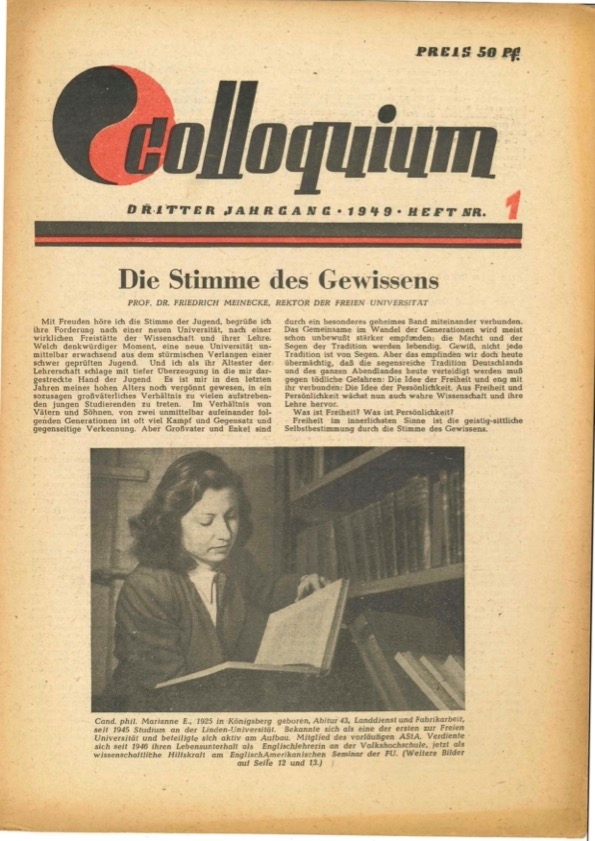 PREIS 50 Pf.
colloquium
DRITTER JAHRGANG · 1949 · HEFT NR. 1
Die Stimme des Gewissens
PROF. DR. FRIEDRICH MEINECKE, REKTOR DER FREIEN UNIVERSITÄT
Mit Freuden höre ich die Stimme der Jugend, begrüße ich
ihre Forderung nach einer neuen Universität, nach einer
wirklichen Freistätte der Wissenschaft und ihrer Lehre.
Welch denkwürdiger Moment, eine neue Universität un-
mittelbar erwachsend aus dem stürmischen Verlangen einer
schwer geprüften Jugend. Und ich als ihr Ältester der
Lehrerschaft schlage mit tiefer Überzeugung in die mir dar-
gestreckte Hand der Jugend Es ist mir in den letzten
Jahren meiner hohen Alters noch vergönnt gewesen, in ein
sozusagen großväterliches Verhältnis zu vielen aufstreben-
den jungen Studierenden zu treten. Im Verhältnis von
Vätern und Söhnen, von zwei unmittelbar aufeinander fol-
genden Generationen ist oft viel Kampf und Gegensatz und
gegenseitige Verkennung. Aber Großvater und Enkel sind
durch ein besonderes geheimes Band miteinander verbunden.
Das Gemeinsame im Wandel der Generationen wird meist
schon unbewußt stärker empfunden; die Macht und der
Segen der Tradition werden lebendig. Gewiß, nicht jede
Tradition ist von Segen. Aber das empfinden wir doch heute
übermächtig, daß die segensreiche Tradition Deutschlands
und des ganzen Abendlandes heute verteidigt werden muß
gegen tödliche Gefahren: Die Idee der Freiheit und eng mit
ihr verbunden: Die Idee der Persönlichkeit. Aus Freiheit und
Persönlichkeit wächst nun auch wahre Wissenschaft und ihre
Lehre hervor.
Was ist Freiheit? Was ist Persönlichkeit?
Freiheit im innerlichsten Sinne ist die geistig-sittliche
Selbstbestimmung durch die Stimme des Gewissens.
Cand. phil. Marianne E., 1925 in Königsberg geboren, Abitur 43, Landdienst und Fabrikarbeit,
seit 1945 Studium an der Linden-Universität. Bekannte sich als eine der ersten zur Freien
Universität und beteiligte sich aktiv am Aufbau. Mitglied des vorläufigen AStA. Verdiente
sich seit 1946 ihren Lebensunterhalt als Englischlehrerin an der Volkshochschule, jetzt als
wissenschaftliche Hilfskraft am EnglischAmerikanischen Seminar der FU. (Weitere Bilder
auf Seite 12 und 13.)